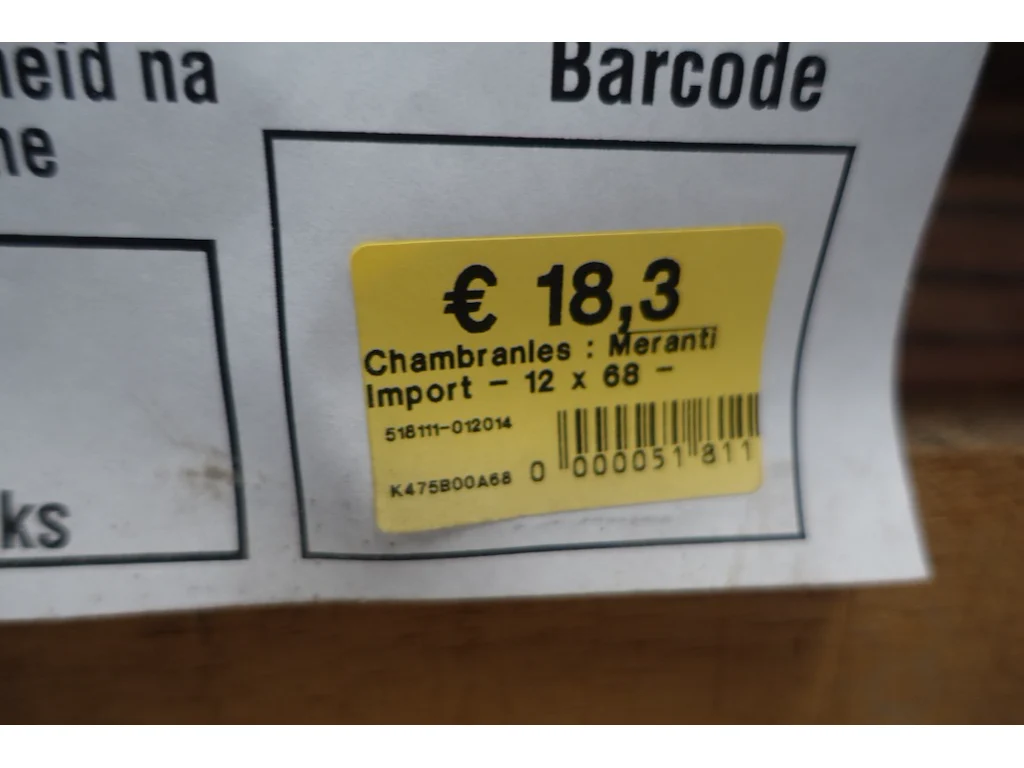 heid na
Barcode
ne
€ 18,3
Chambranles : Meranti
Import - 12 x 68 -
518111-012014
0 000051 811
K475B00A68
ks